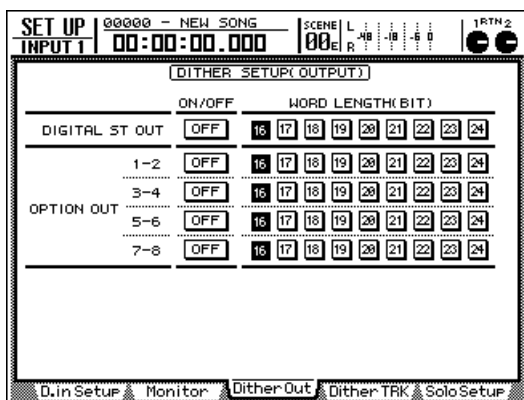 SET UP 00000 - NEW SONG SCENE L -48 -18 -6 0 1 RTN 2
INPUT 1 00:00:00.000 00E R
DITHER SETUP(OUTPUT)
ON/OFF WORD LENGTH(BIT)
DIGITAL ST OUT OFF 16 17 18 19 20 21 22 23 24
1-2 OFF 16 17 18 19 20 21 22 23 24
3-4 OFF 16 17 18 19 20 21 22 23 24
OPTION OUT
5-6 OFF 16 17 18 19 20 21 22 23 24
7-8 OFF 16 17 18 19 20 21 22 23 24
D.in Setup Monitor Dither Out Dither TRK Solo Setup